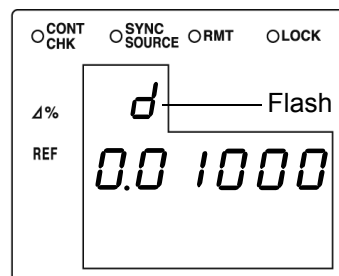 CONT CHK
SYNC SOURCE
RMT
LOCK
⊿%
d
Flash
REF
0.01000